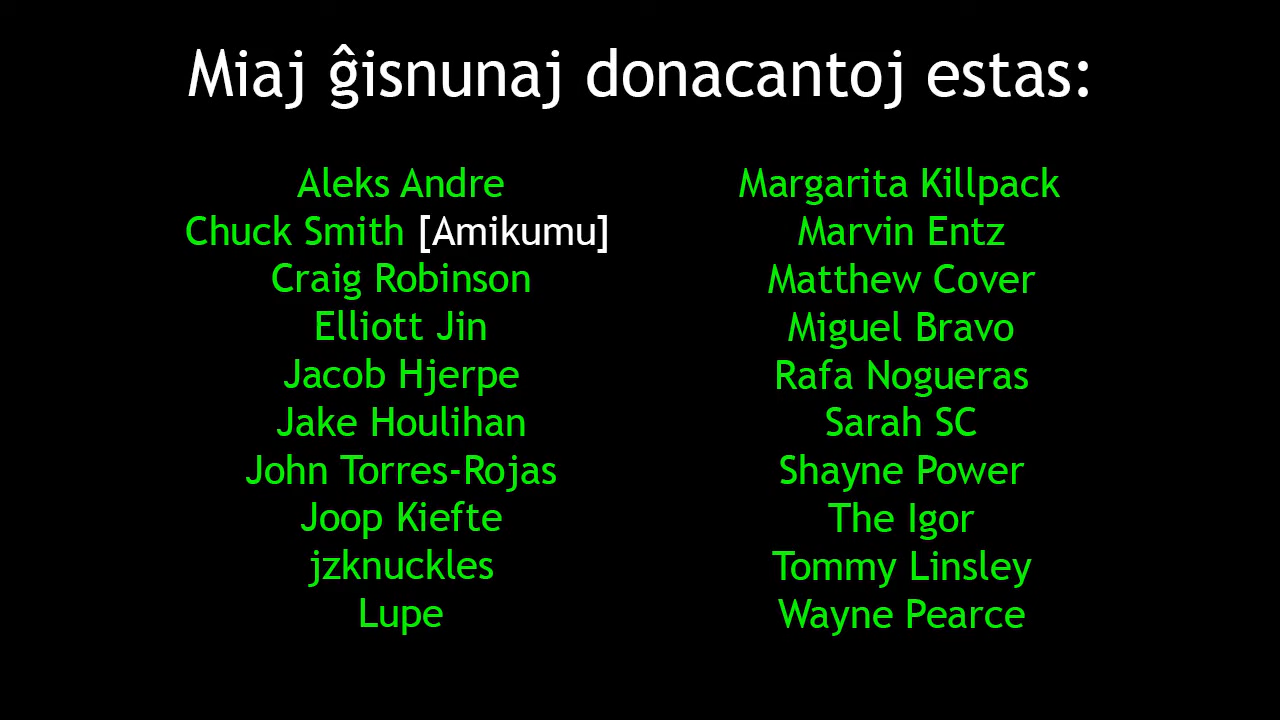 Miaj ĝisnunaj donacantoj estas:
Aleks Andre
Chuck Smith [Amikumu]
Craig Robinson
Elliott Jin
Jacob Hjerpe
Jake Houlihan
John Torres-Rojas
Joop Kiefte
jzknuckles
Lupe
Margarita Killpack
Marvin Entz
Matthew Cover
Miguel Bravo
Rafa Nogueras
Sarah SC
Shayne Power
The Igor
Tommy Linsley
Wayne Pearce